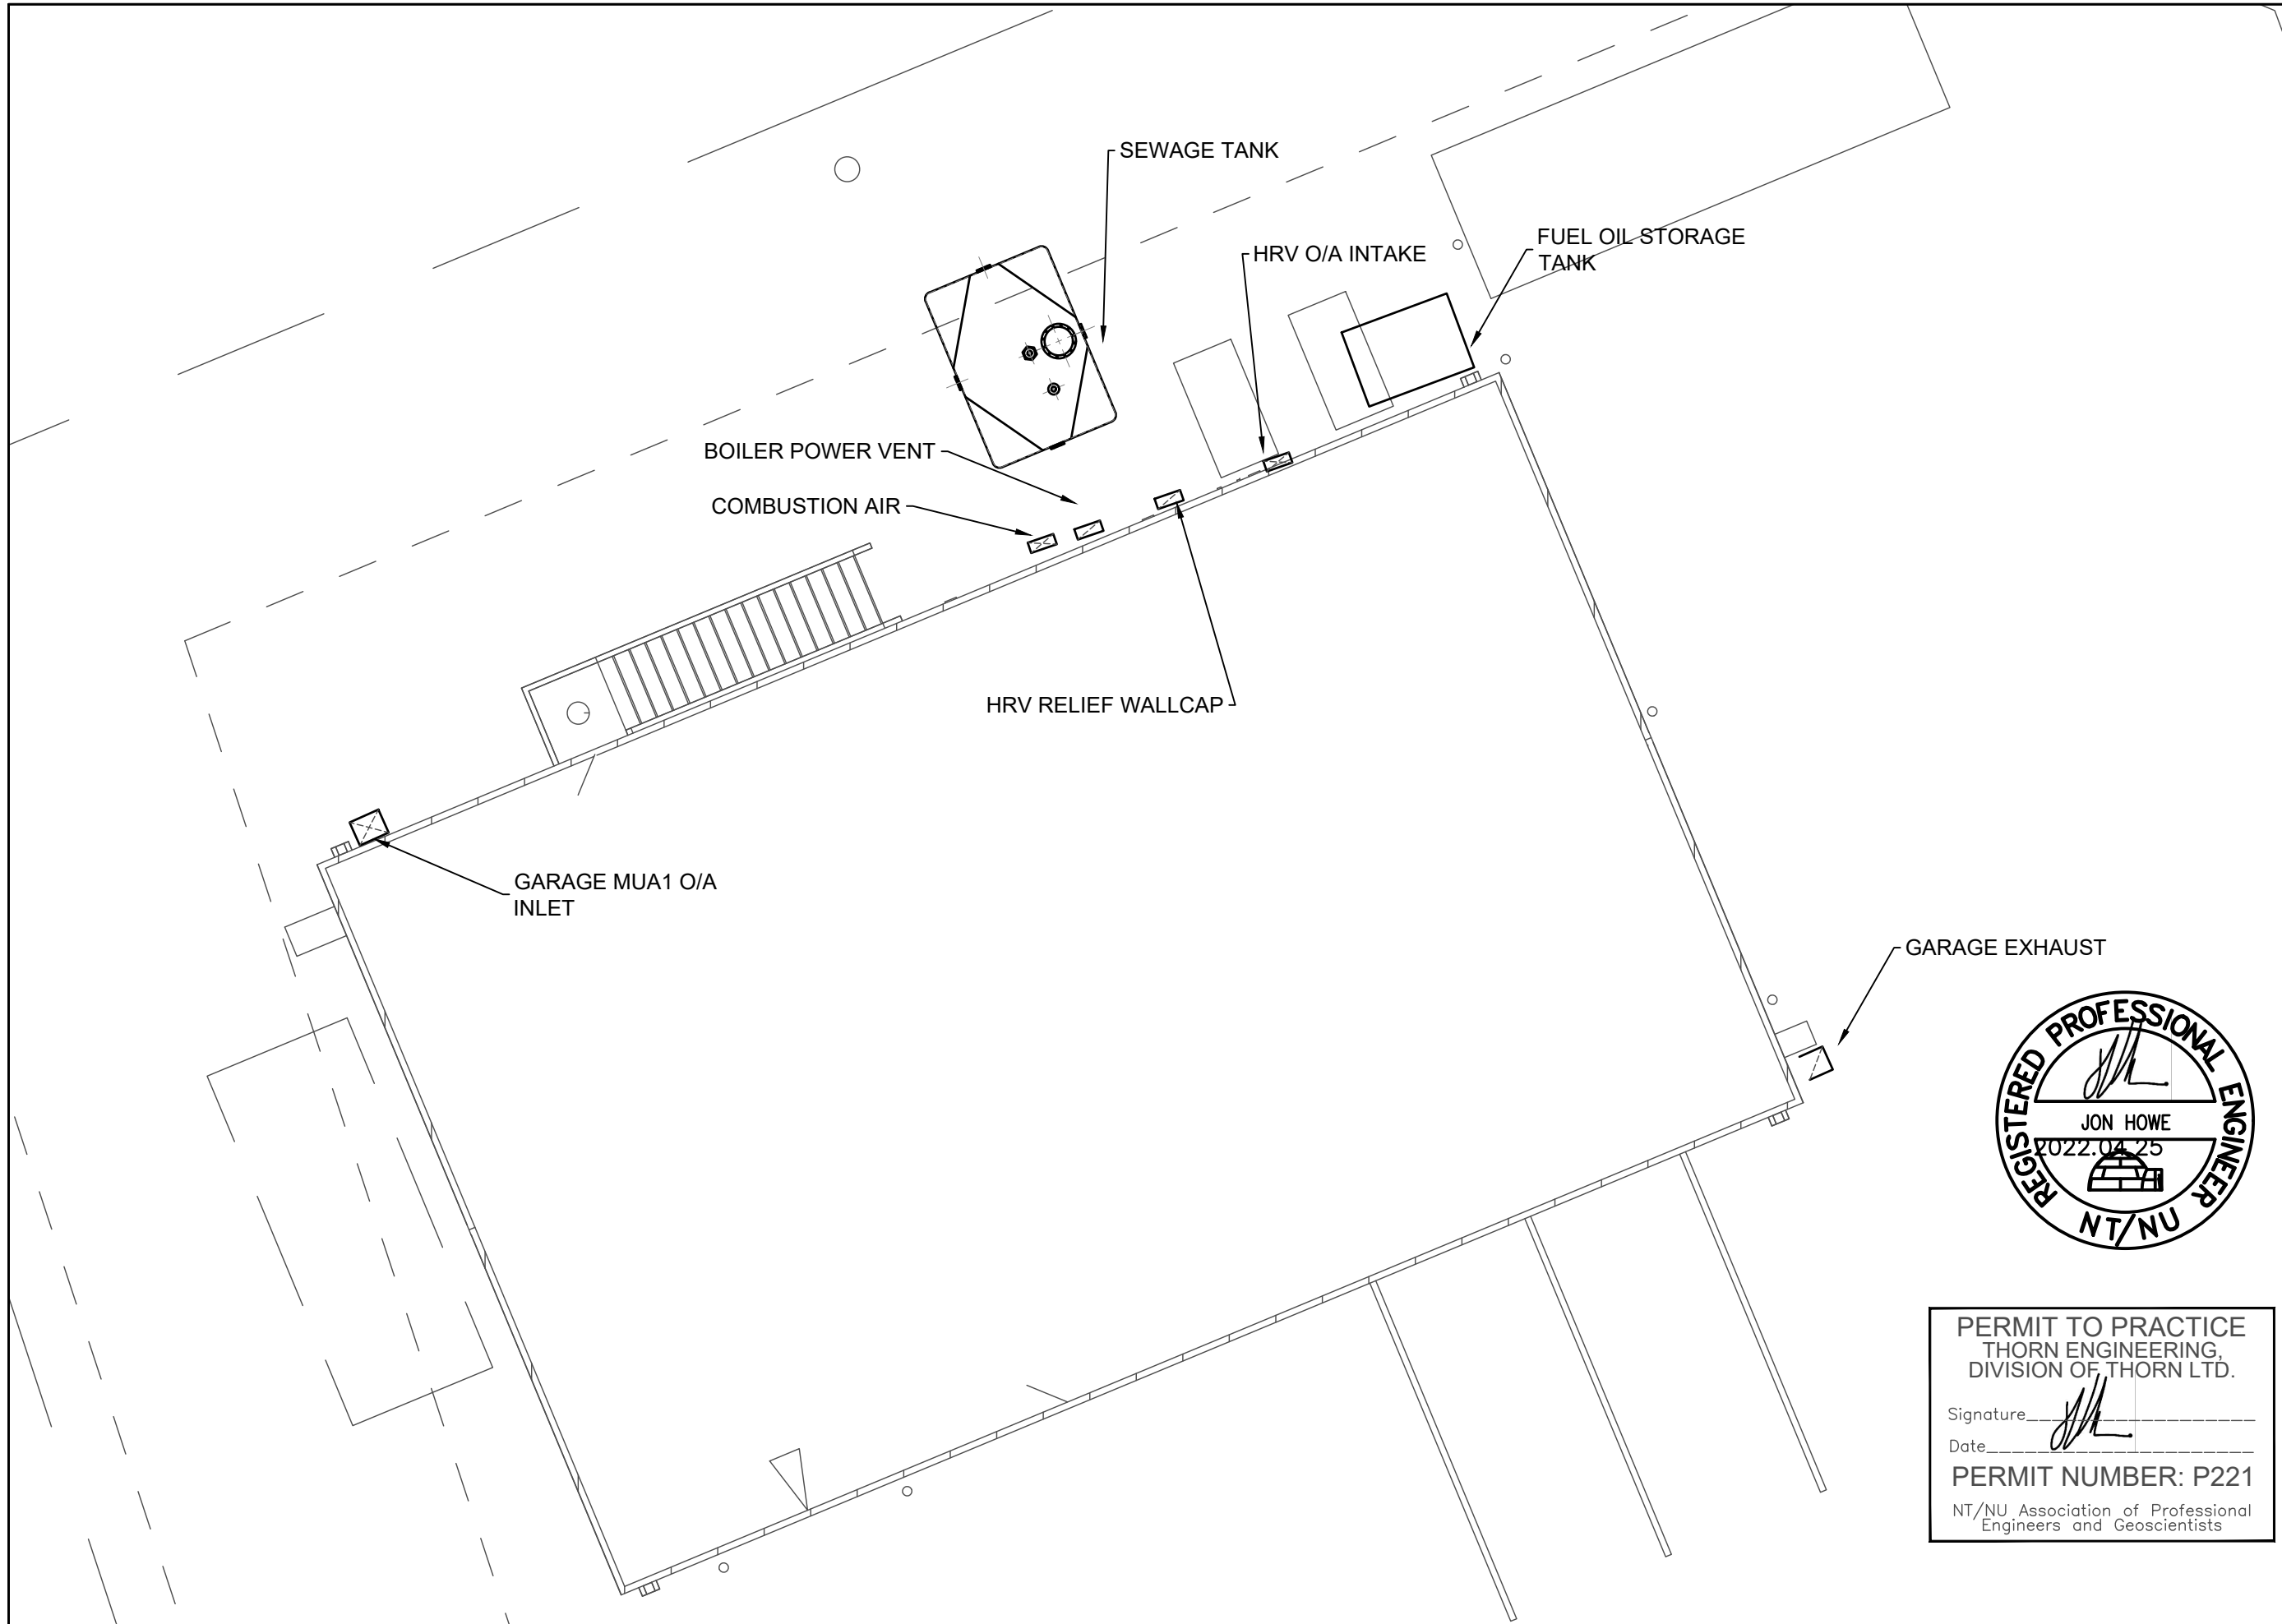 SEWAGE TANK
HRV O/A INTAKE
FUEL OIL STORAGE
TANK
BOILER POWER VENT
COMBUSTION AIR
HRV RELIEF WALLCAP
GARAGE MUA1 O/A
INLET
GARAGE EXHAUST
REGISTERED PROFESSIONAL ENGINEER
JON HOWE
2022.04.25
NT/NU
PERMIT TO PRACTICE
THORN ENGINEERING,
DIVISION OF THORN LTD.
Signature
Date
PERMIT NUMBER: P221
NT/NU Association of Professional
Engineers and Geoscientists